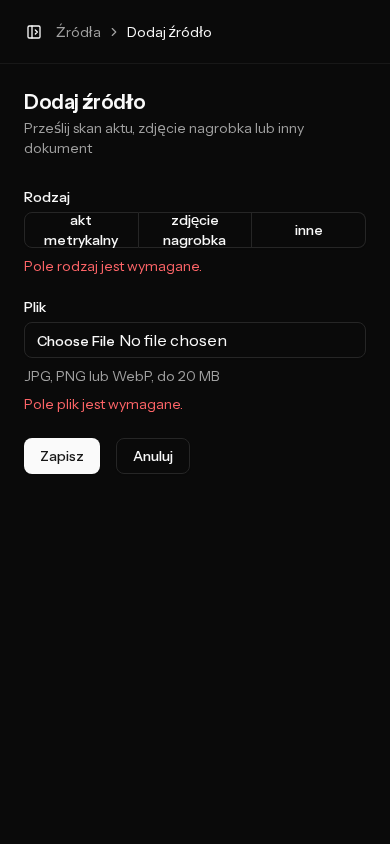 Źródła > Dodaj źródło
Dodaj źródło
Prześlij skan aktu, zdjęcie nagrobka lub inny
dokument
Rodzaj
akt
metrykalny
zdjęcie
nagrobka
inne
Pole rodzaj jest wymagane.
Plik
Choose File No file chosen
JPG, PNG lub WebP, do 20 MB
Pole plik jest wymagane.
Zapisz
Anuluj